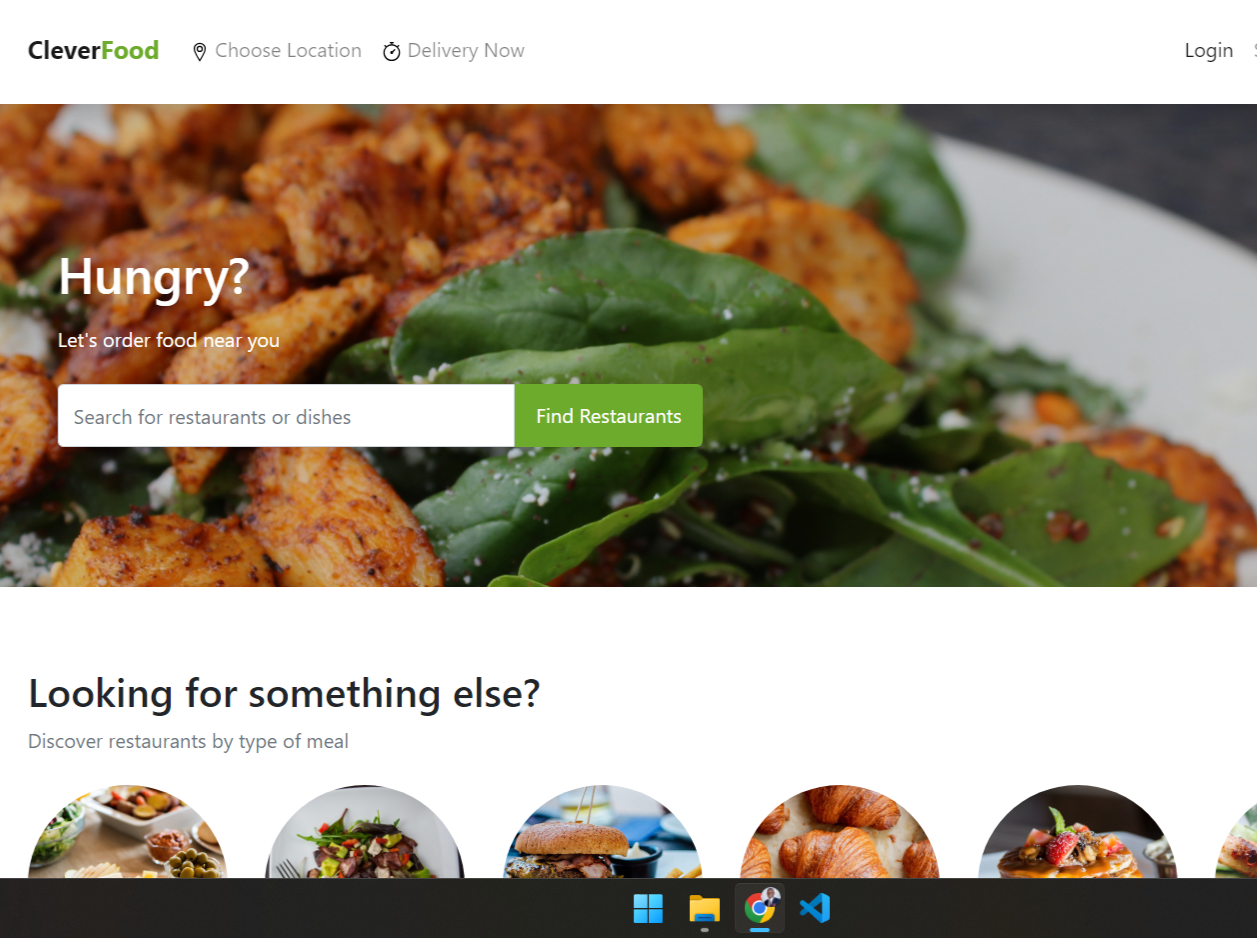 CleverFood Choose Location Delivery Now Login
Hungry?
Let's order food near you
Search for restaurants or dishes Find Restaurants
Looking for something else?
Discover restaurants by type of meal